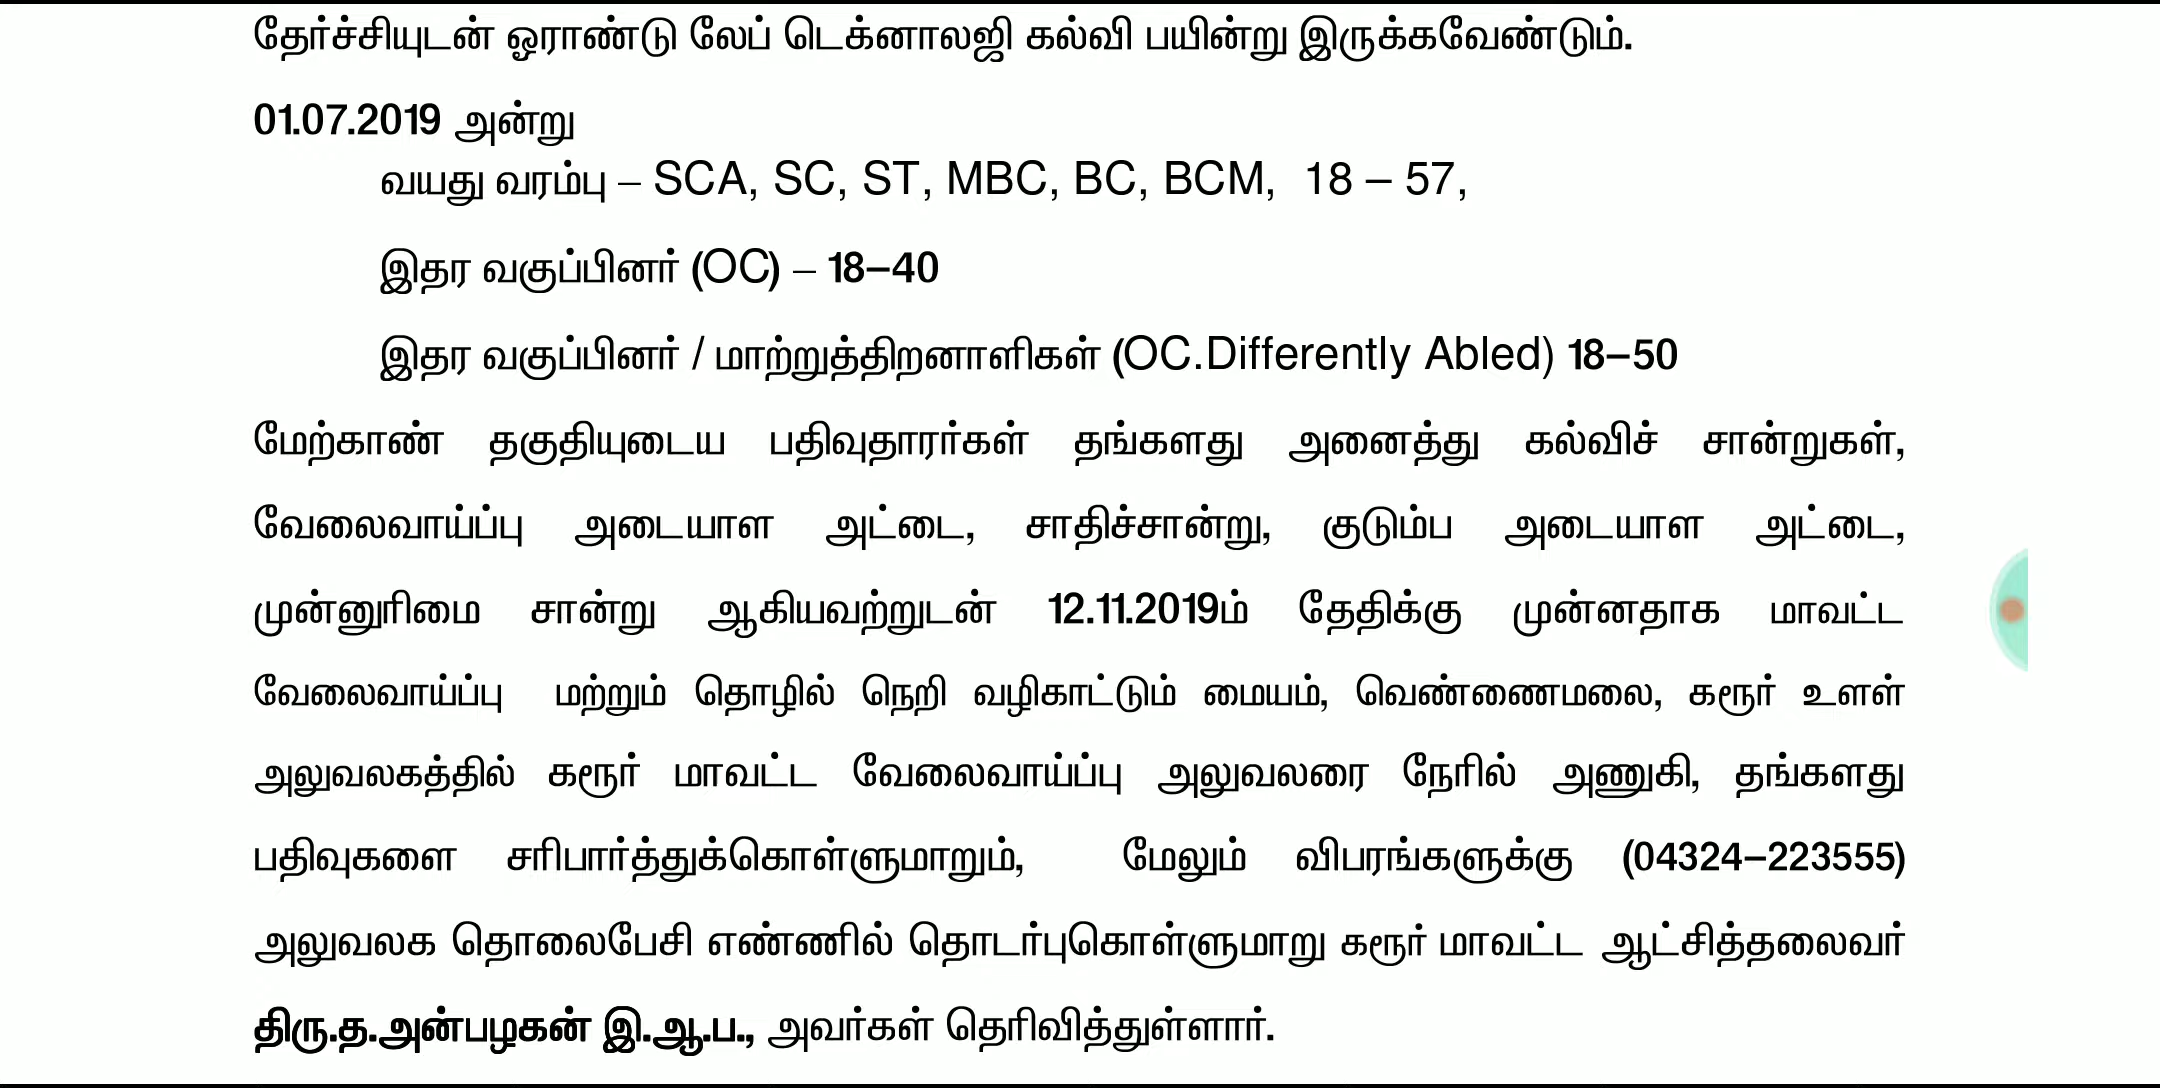 தேர்ச்சியுடன் ஓராண்டு லேப் டெக்னாலஜி கல்வி பயின்று இருக்கவேண்டும்.
01.07.2019 அன்று
வயது வரம்பு – SCA, SC, ST, MBC, BC, BCM, 18 – 57,
இதர வகுப்பினர் (OC) – 18–40
இதர வகுப்பினர் / மாற்றுத்திறனாளிகள் (OC.Differently Abled) 18–50
மேற்காண் தகுதியுடைய பதிவுதாரர்கள் தங்களது அனைத்து கல்விச் சான்றுகள்,
வேலைவாய்ப்பு அடையாள அட்டை, சாதிச்சான்று, குடும்ப அடையாள அட்டை,
முன்னுரிமை சான்று ஆகியவற்றுடன் 12.11.2019ம் தேதிக்கு முன்னதாக மாவட்ட
வேலைவாய்ப்பு மற்றும் தொழில் நெறி வழிகாட்டும் மையம், வெண்ணைமலை, கரூர் உளள்
அலுவலகத்தில் கரூர் மாவட்ட வேலைவாய்ப்பு அலுவலரை நேரில் அணுகி, தங்களது
பதிவுகளை சரிபார்த்துக்கொள்ளுமாறும், மேலும் விபரங்களுக்கு (04324–223555)
அலுவலக தொலைபேசி எண்ணில் தொடர்புகொள்ளுமாறு கரூர் மாவட்ட ஆட்சித்தலைவர்
திரு.த.அன்பழகன் இ.ஆ.ப., அவர்கள் தெரிவித்துள்ளார்.